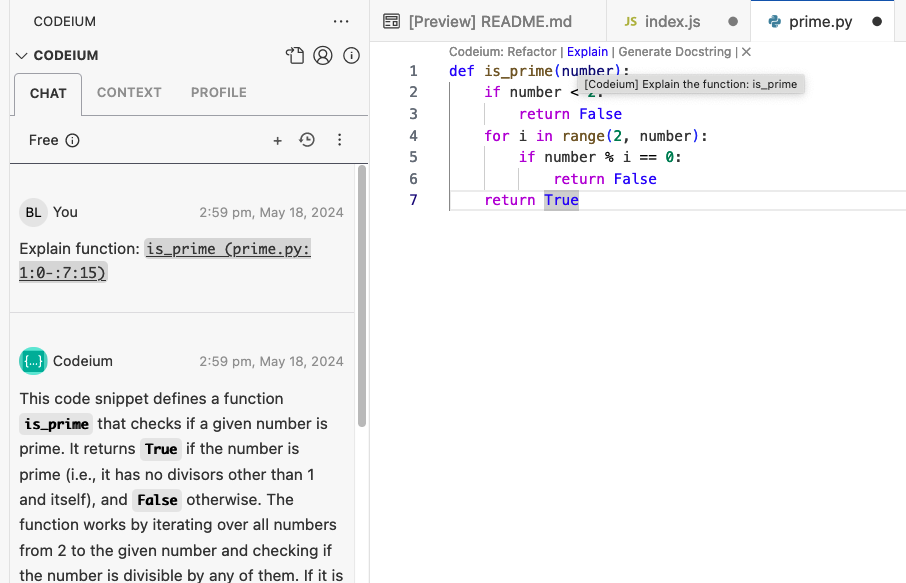 CODEIUM
CODEIUM
CHAT CONTEXT PROFILE
Free
BL You 2:59 pm, May 18, 2024
Explain function: is_prime (prime.py:
1:0-:7:15)
{...} Codeium 2:59 pm, May 18, 2024
This code snippet defines a function
is_prime that checks if a given number is
prime. It returns True if the number is
prime (i.e., it has no divisors other than 1
and itself), and False otherwise. The
function works by iterating over all numbers
from 2 to the given number and checking if
the number is divisible by any of them. If it is
[Preview] README.md JS index.js prime.py
Codeium: Refactor | Explain | Generate Docstring | ✕
1 def is_prime(number):
[Codeium] Explain the function: is_prime
2 if number < 2:
3 return False
4 for i in range(2, number):
5 if number % i == 0:
6 return False
7 return True